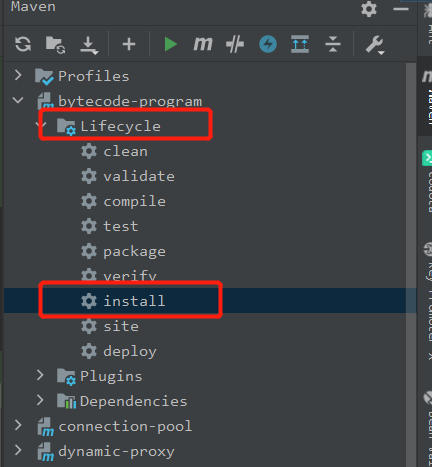 Maven
m
Profiles
bytecode-program
Lifecycle
clean
validate
compile
test
package
verify
install
site
deploy
Plugins
Dependencies
connection-pool
dynamic-proxy